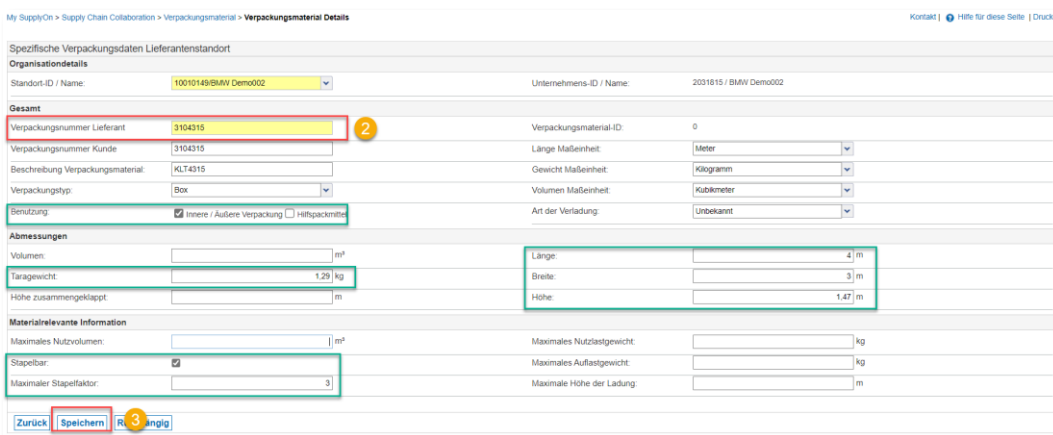 My SupplyOn > Supply Chain Collaboration > Verpackungsmaterial > Verpackungsmaterial Details Kontakt | Hilfe für diese Seite | Druck
Spezifische Verpackungsdaten Lieferantenstandort
Organisationdetails
Standort-ID / Name: 10010149/BMW Demo002 Unternehmens-ID / Name: 2031815 / BMW Demo002
Gesamt
Verpackungsnummer Lieferant 3104315 2 Verpackungsmaterial-ID: 0
Verpackungsnummer Kunde 3104315 Länge Maßeinheit: Meter
Beschreibung Verpackungsmaterial: KLT4315 Gewicht Maßeinheit: Kilogramm
Verpackungstyp: Box Volumen Maßeinheit: Kubikmeter
Benutzung: Innere / Äußere Verpackung Hilfspackmittel Art der Verladung: Unbekannt
Abmessungen
Volumen: m³ Länge: 4 m
Taragewicht: 1,29 kg Breite: 3 m
Höhe zusammengeklappt: m Höhe: 1,47 m
Materialrelevante Information
Maximales Nutzvolumen: m³ Maximales Nutzlastgewicht: kg
Stapelbar: Maximales Auflastgewicht: kg
Maximaler Stapelfaktor: 3 Maximale Höhe der Ladung: m
Zurück Speichern 3